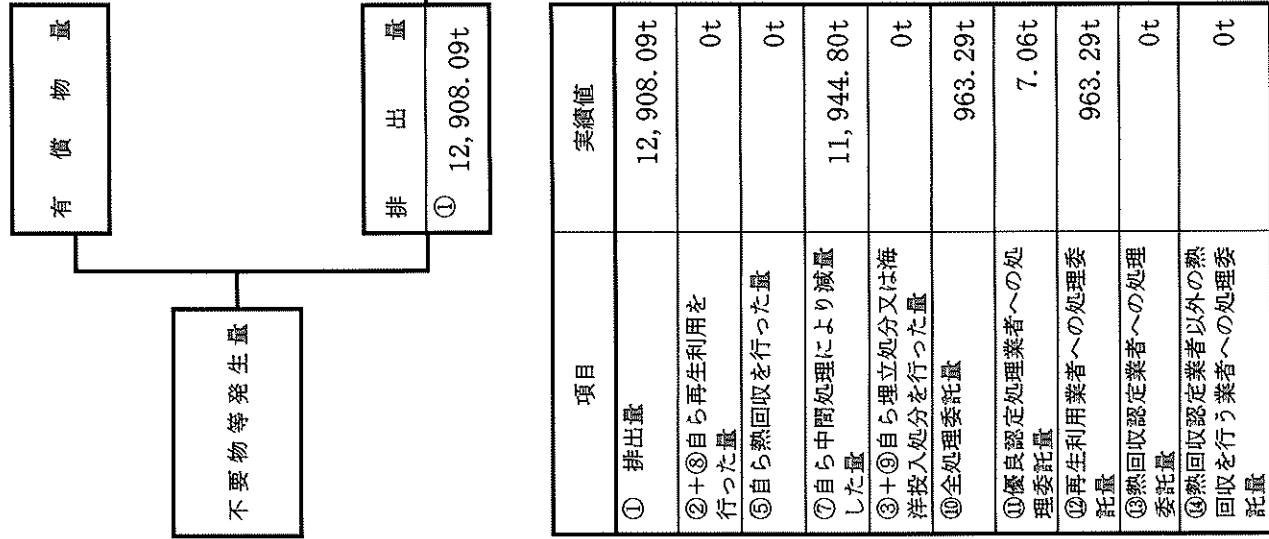 有償物量
不要物等発生量
排出量
① 12,908.09t
項目 実績値
① 排出量 12,908.09t
②+⑧自ら再生利用を
行った量 0t
⑤自ら熱回収を行った量 0t
⑦自ら中間処理により減量
した量 11,944.80t
③+⑨自ら埋立処分又は海
洋投入処分を行った量 0t
⑩全処理委託量 963.29t
⑪優良認定処理業者への処
理委託量 7.06t
⑫再生利用業者への処理委
託量 963.29t
⑬熱回収認定業者への処理
委託量 0t
⑭熱回収認定業者以外の熱
回収を行う業者への処理委
託量 0t